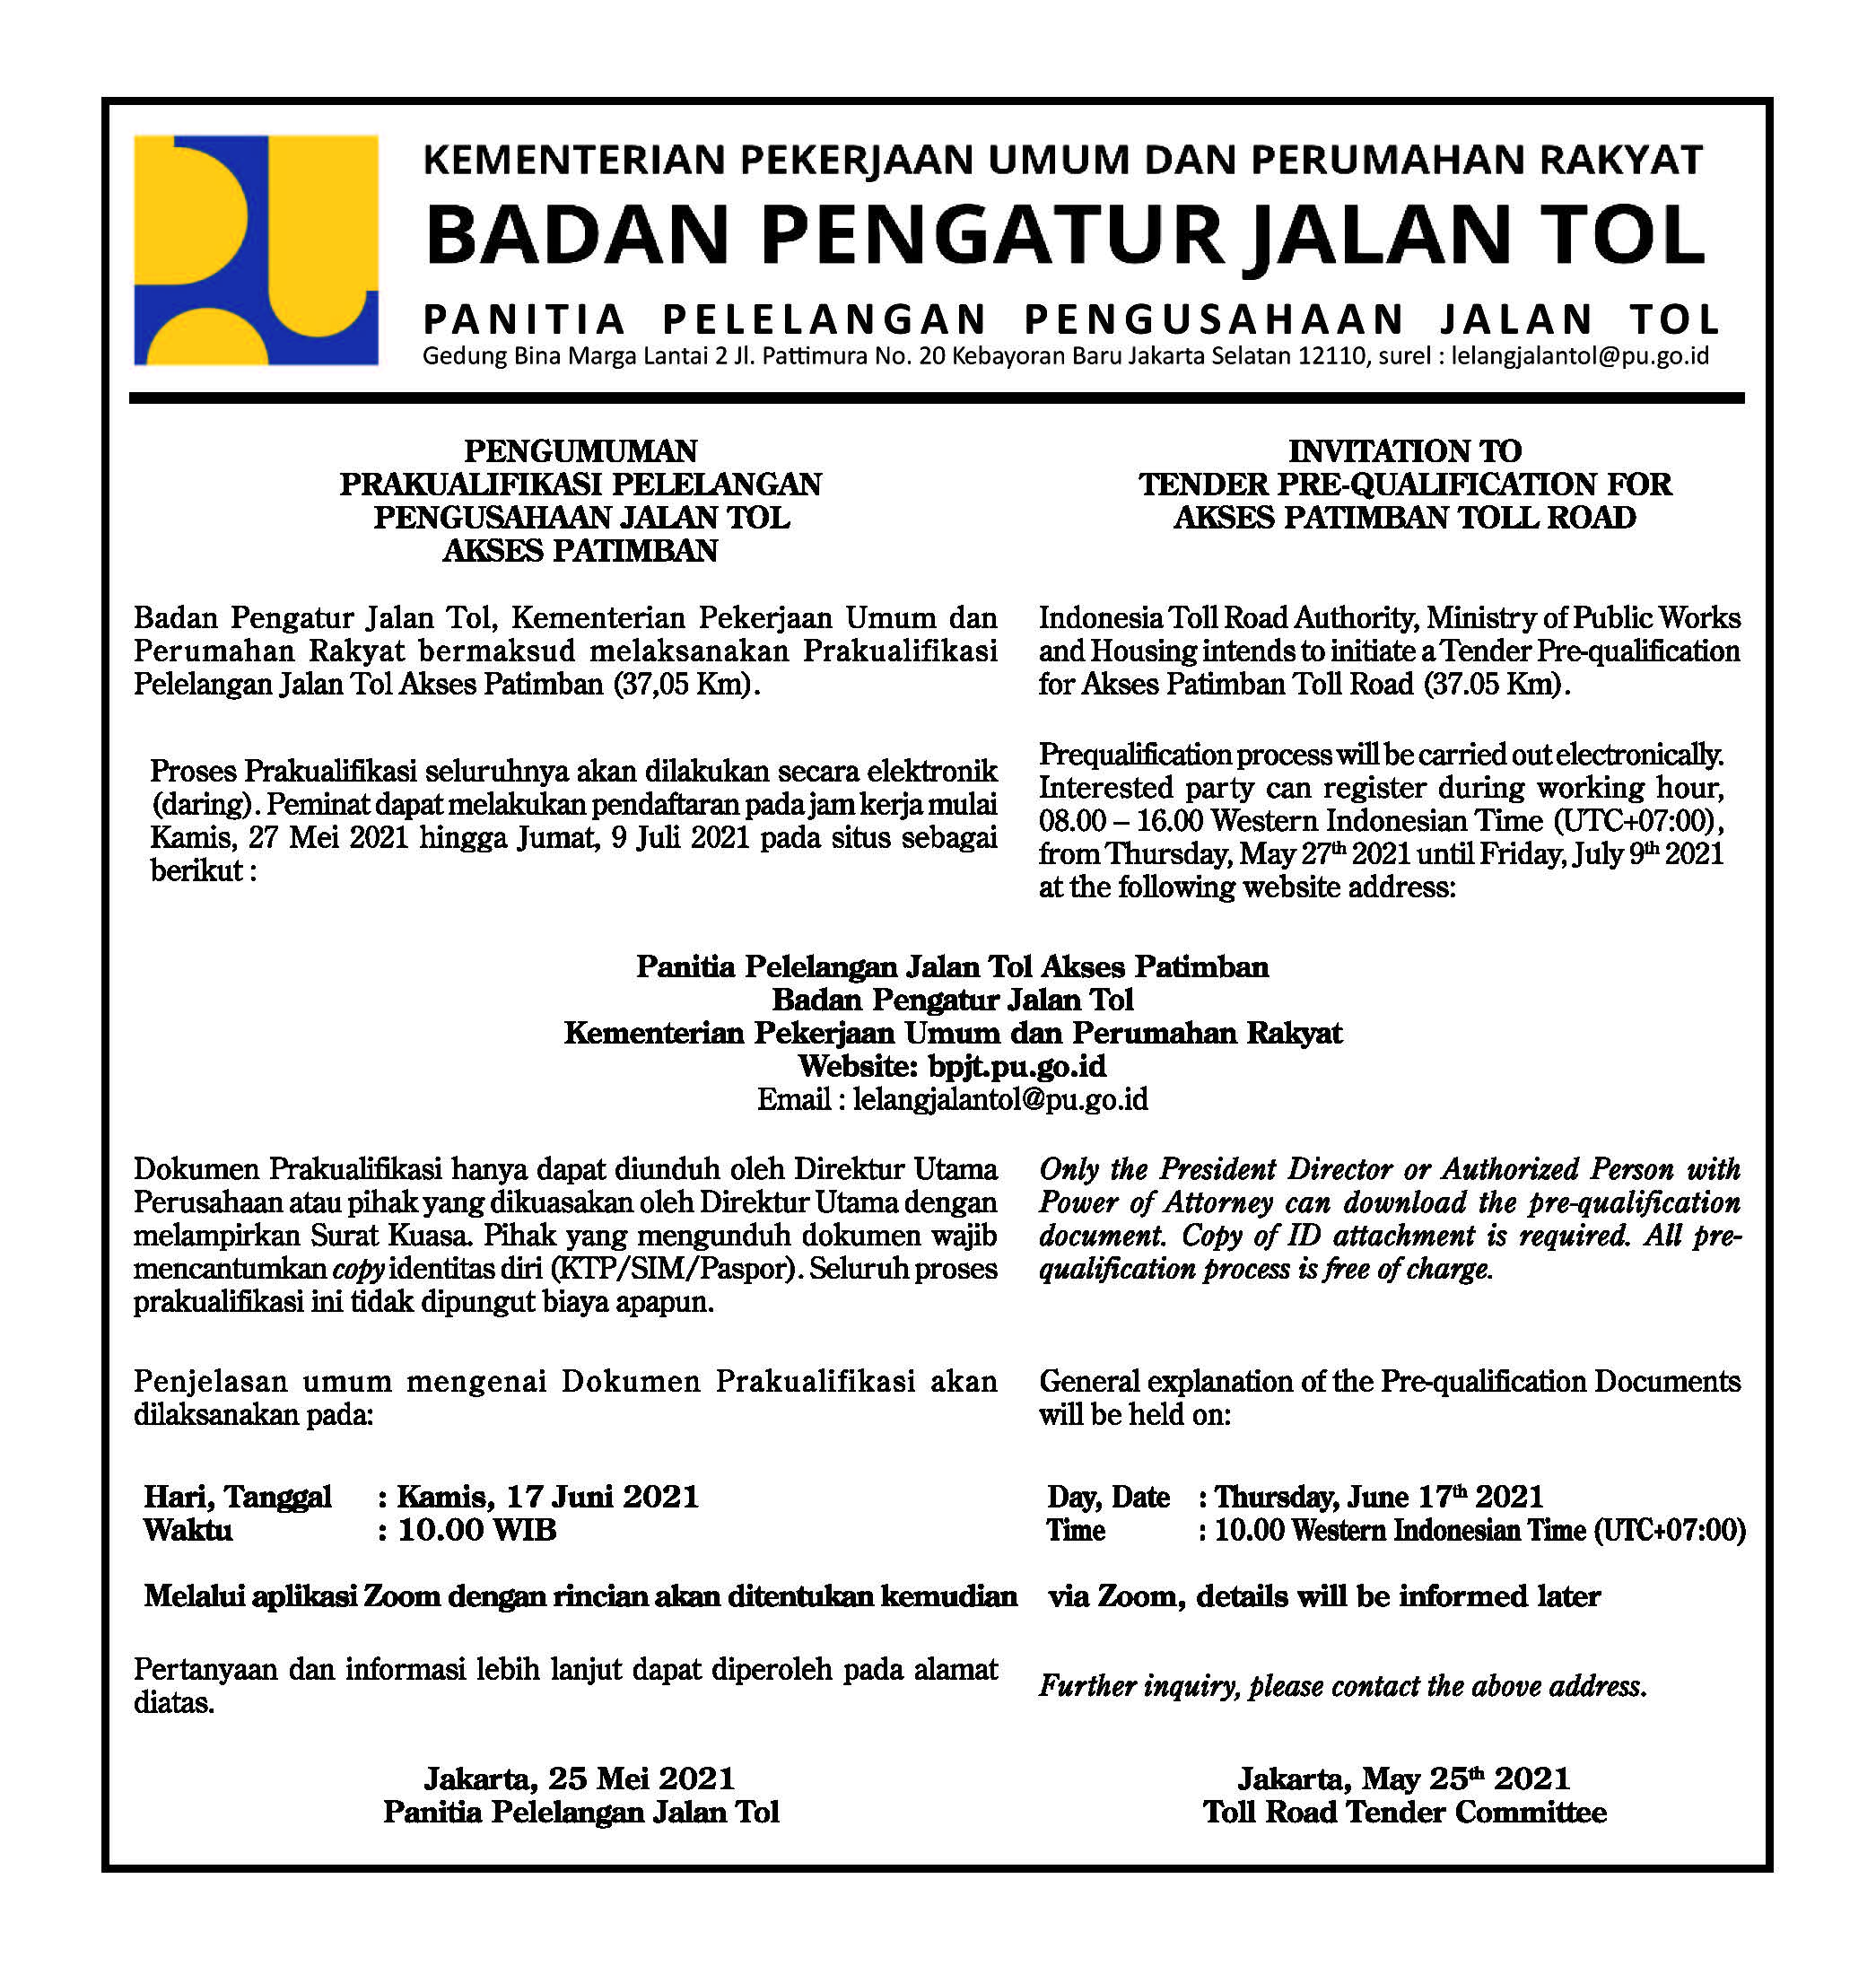 KEMENTERIAN PEKERJAAN UMUM DAN PERUMAHAN RAKYAT
BADAN PENGATUR JALAN TOL
PANITIA PELELANGAN PENGUSAHAAN JALAN TOL
Gedung Bina Marga Lantai 2 Jl. Pattimura No. 20 Kebayoran Baru Jakarta Selatan 12110, surel : lelangjalantol@pu.go.id
PENGUMUMAN
PRAKUALIFIKASI PELELANGAN
PENGUSAHAAN JALAN TOL
AKSES PATIMBAN
Badan Pengatur Jalan Tol, Kementerian Pekerjaan Umum dan
Perumahan Rakyat bermaksud melaksanakan Prakualifikasi
Pelelangan Jalan Tol Akses Patimban (37,05 Km).
Proses Prakualifikasi seluruhnya akan dilakukan secara elektronik
(daring). Peminat dapat melakukan pendaftaran pada jam kerja mulai
Kamis, 27 Mei 2021 hingga Jumat, 9 Juli 2021 pada situs sebagai
berikut :
INVITATION TO
TENDER PRE-QUALIFICATION FOR
AKSES PATIMBAN TOLL ROAD
Indonesia Toll Road Authority, Ministry of Public Works
and Housing intends to initiate a Tender Pre-qualification
for Akses Patimban Toll Road (37.05 Km).
Prequalification process will be carried out electronically.
Interested party can register during working hour,
08.00 – 16.00 Western Indonesian Time (UTC+07:00),
from Thursday, May 27th 2021 until Friday, July 9th 2021
at the following website address:
Panitia Pelelangan Jalan Tol Akses Patimban
Badan Pengatur Jalan Tol
Kementerian Pekerjaan Umum dan Perumahan Rakyat
Website: bpjt.pu.go.id
Email : lelangjalantol@pu.go.id
Dokumen Prakualifikasi hanya dapat diunduh oleh Direktur Utama
Perusahaan atau pihak yang dikuasakan oleh Direktur Utama dengan
melampirkan Surat Kuasa. Pihak yang mengunduh dokumen wajib
mencantumkan copy identitas diri (KTP/SIM/Paspor). Seluruh proses
prakualifikasi ini tidak dipungut biaya apapun.
Penjelasan umum mengenai Dokumen Prakualifikasi akan
dilaksanakan pada:
Hari, Tanggal : Kamis, 17 Juni 2021
Waktu : 10.00 WIB
Melalui aplikasi Zoom dengan rincian akan ditentukan kemudian
Pertanyaan dan informasi lebih lanjut dapat diperoleh pada alamat
diatas.
Jakarta, 25 Mei 2021
Panitia Pelelangan Jalan Tol
Only the President Director or Authorized Person with
Power of Attorney can download the pre-qualification
document. Copy of ID attachment is required. All pre-
qualification process is free of charge.
General explanation of the Pre-qualification Documents
will be held on:
Day, Date : Thursday, June 17th 2021
Time : 10.00 Western Indonesian Time (UTC+07:00)
via Zoom, details will be informed later
Further inquiry, please contact the above address.
Jakarta, May 25th 2021
Toll Road Tender Committee